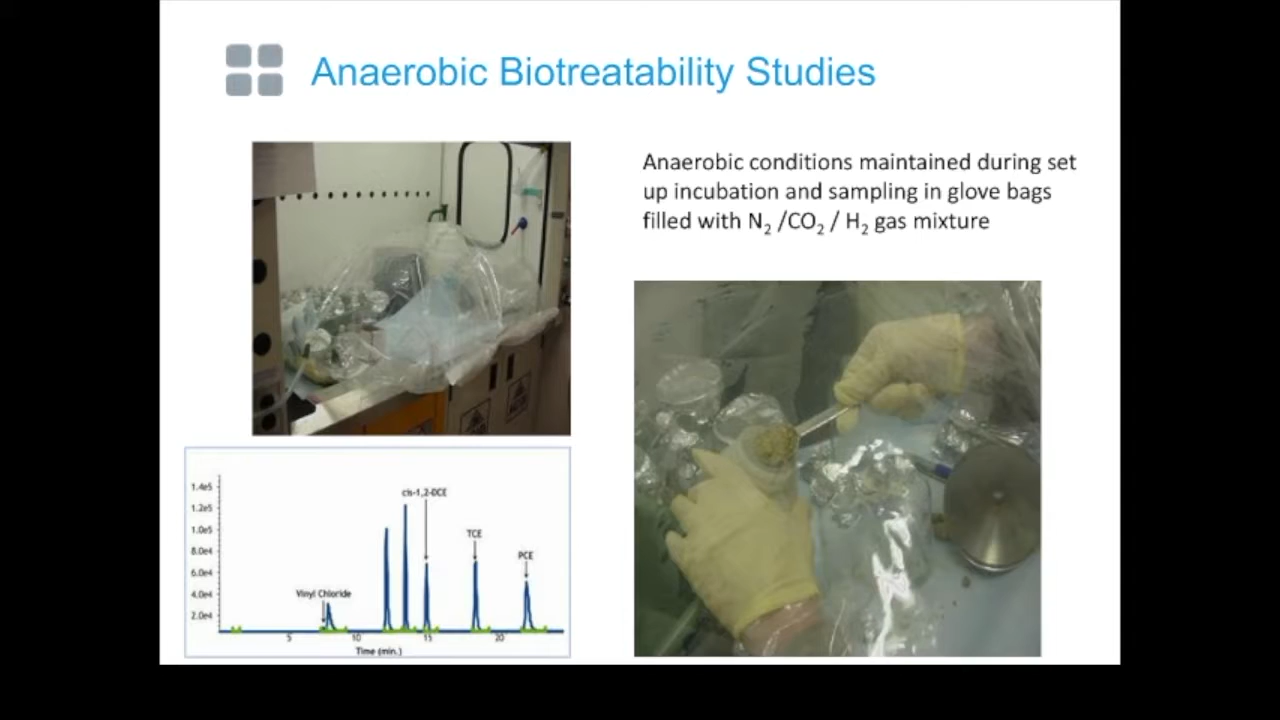 Anaerobic Biotreatability Studies
Anaerobic conditions maintained during set
up incubation and sampling in glove bags
filled with N₂ /CO₂ / H₂ gas mixture
1.4e5
1.2e5
1.0e5
8.0e4
6.0e4
4.0e4
2.0e4
cis-1,2-DCE
TCE
PCE
Vinyl Chloride
5
10
15
20
Time (min.)